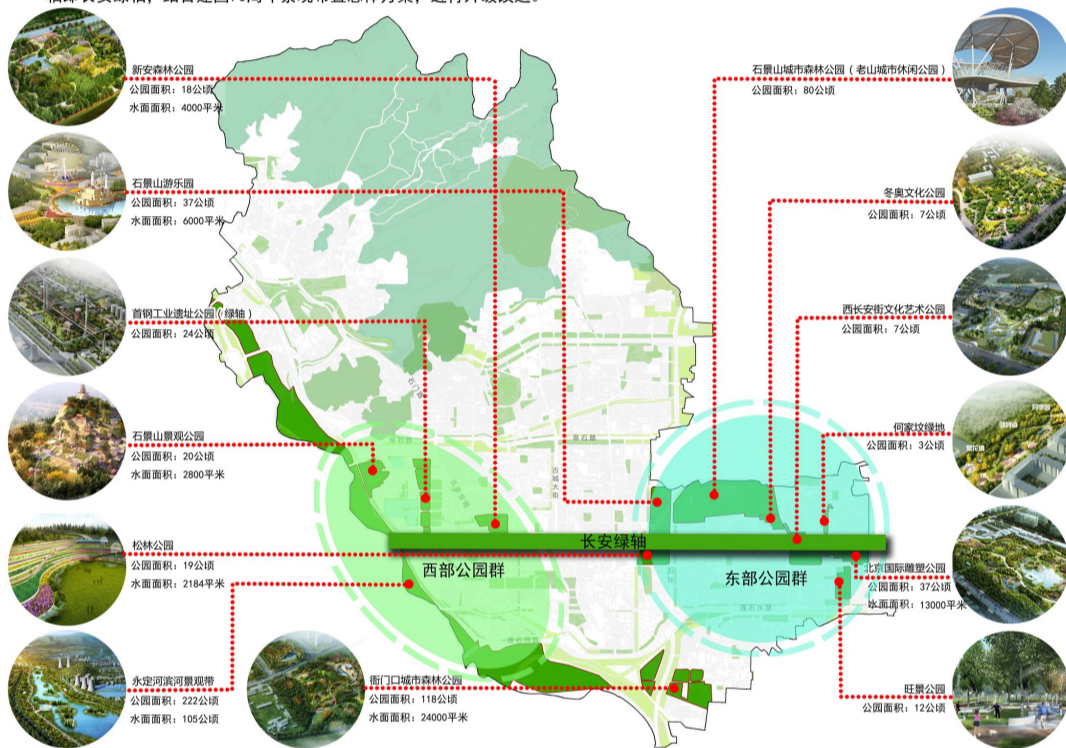 新安森林公园
公园面积：18公顷
水面面积：4000平米
石景山游乐园
公园面积：37公顷
水面面积：6000平米
首钢工业遗址公园（绿轴）
公园面积：24公顷
石景山景观公园
公园面积：20公顷
水面面积：2800平米
松林公园
公园面积：19公顷
水面面积：2184平米
永定河滨河景观带
公园面积：222公顷
水面面积：105公顷
衙门口城市森林公园
公园面积：118公顷
水面面积：24000平米
石景山城市森林公园（老山城市休闲公园）
公园面积：80公顷
冬奥文化公园
公园面积：7公顷
西长安街文化艺术公园
公园面积：7公顷
何家坟绿地
公园面积：3公顷
北京国际雕塑公园
公园面积：37公顷
水面面积：13000平米
旺景公园
公园面积：12公顷
石门路
阜石路
阜石路
古城大街
长安绿轴
西部公园群
东部公园群